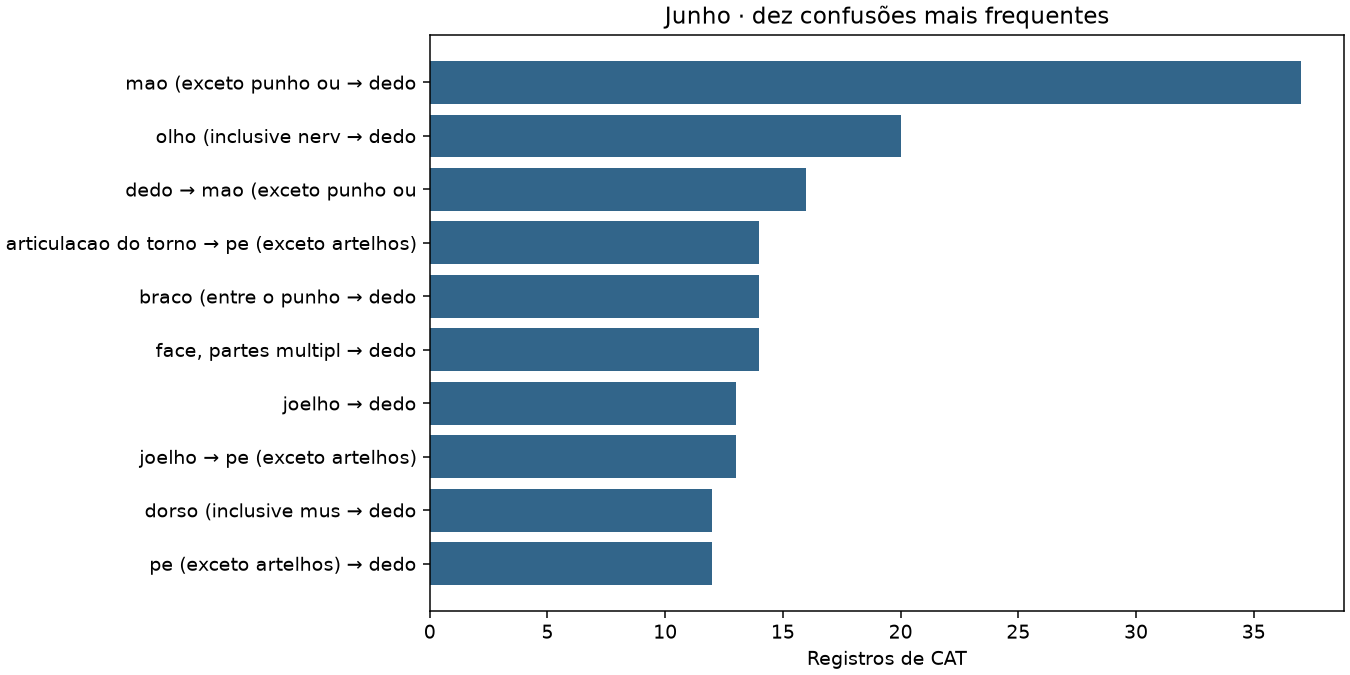 Junho · dez confusões mais frequentes
mao (exceto punho ou → dedo
olho (inclusive nerv → dedo
dedo → mao (exceto punho ou
articulacao do torno → pe (exceto artelhos)
braco (entre o punho → dedo
face, partes multipl → dedo
joelho → dedo
joelho → pe (exceto artelhos)
dorso (inclusive mus → dedo
pe (exceto artelhos) → dedo
0 5 10 15 20 25 30 35
Registros de CAT